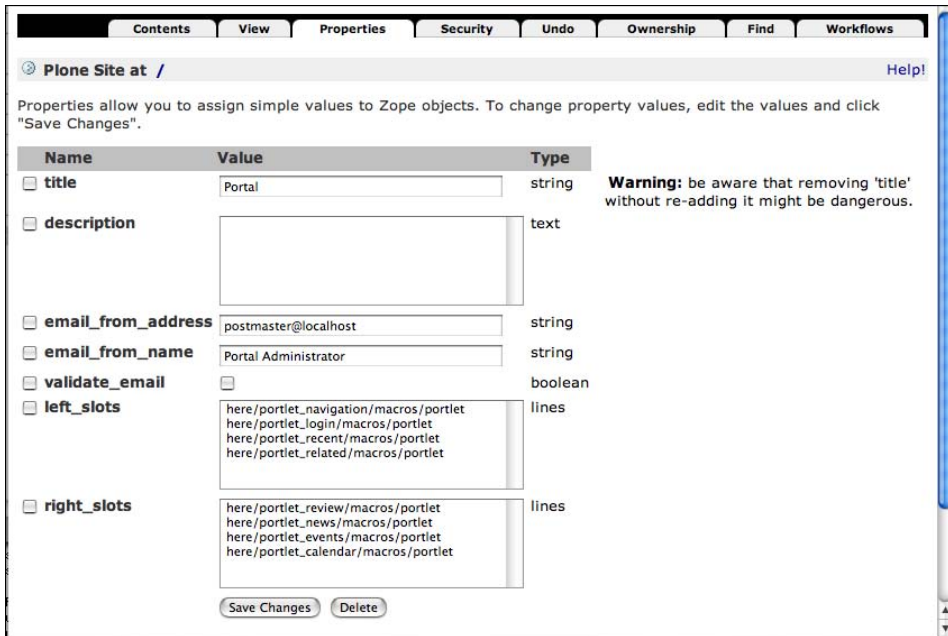 Contents View Properties Security Undo Ownership Find Workflows
Plone Site at /
Help!
Properties allow you to assign simple values to Zope objects. To change property values, edit the values and click
"Save Changes".
Name Value Type
title Portal string
Warning: be aware that removing 'title'
without re-adding it might be dangerous.
description text
email_from_address postmaster@localhost string
email_from_name Portal Administrator string
validate_email boolean
left_slots here/portlet_navigation/macros/portlet lines
here/portlet_login/macros/portlet
here/portlet_recent/macros/portlet
here/portlet_related/macros/portlet
right_slots here/portlet_review/macros/portlet lines
here/portlet_news/macros/portlet
here/portlet_events/macros/portlet
here/portlet_calendar/macros/portlet
Save Changes Delete